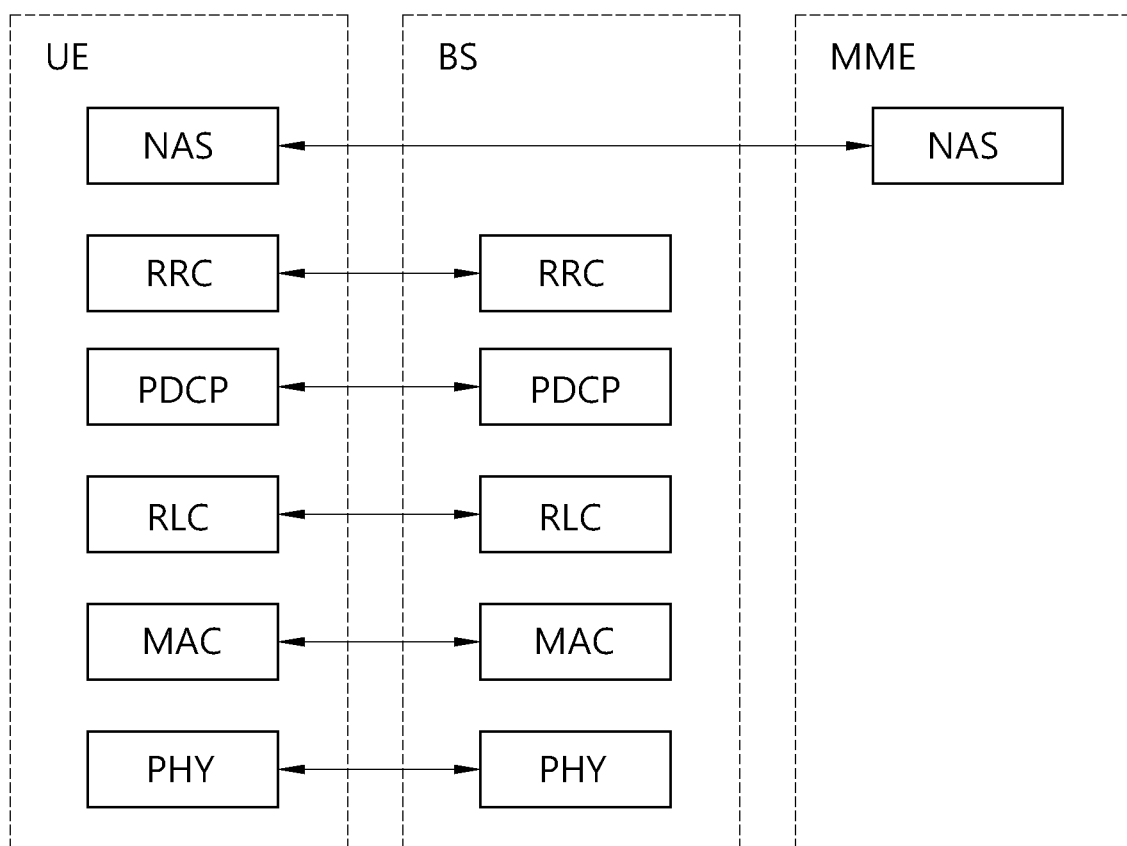 UE
BS
MME
NAS
NAS
RRC
RRC
PDCP
PDCP
RLC
RLC
MAC
MAC
PHY
PHY